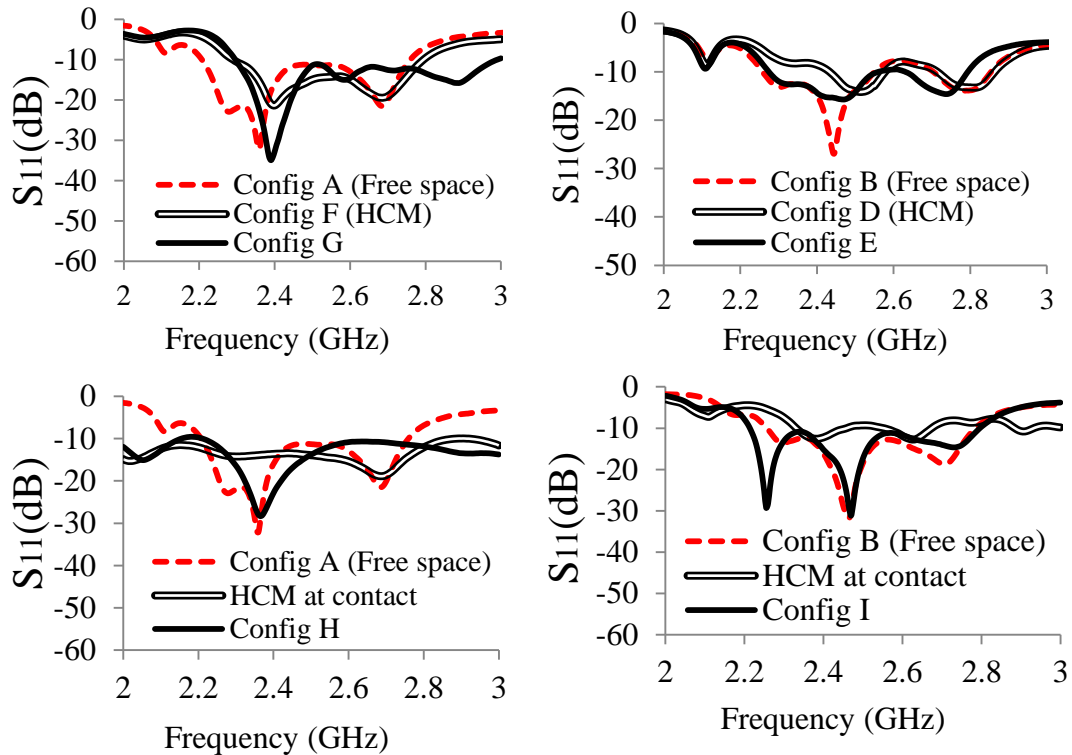 0
-10
-20
-30
-40
-50
-60
S11(dB)
Config A (Free space)
Config F (HCM)
Config G
2 2.2 2.4 2.6 2.8 3
Frequency (GHz)
0
-10
-20
-30
-40
-50
S11(dB)
Config B (Free space)
Config D (HCM)
Config E
2 2.2 2.4 2.6 2.8 3
Frequency (GHz)
0
-10
-20
-30
-40
-50
-60
S11(dB)
Config A (Free space)
HCM at contact
Config H
2 2.2 2.4 2.6 2.8 3
Frequency (GHz)
0
-10
-20
-30
-40
-50
-60
S11(dB)
Config B (Free space)
HCM at contact
Config I
2 2.2 2.4 2.6 2.8 3
Frequency (GHz)